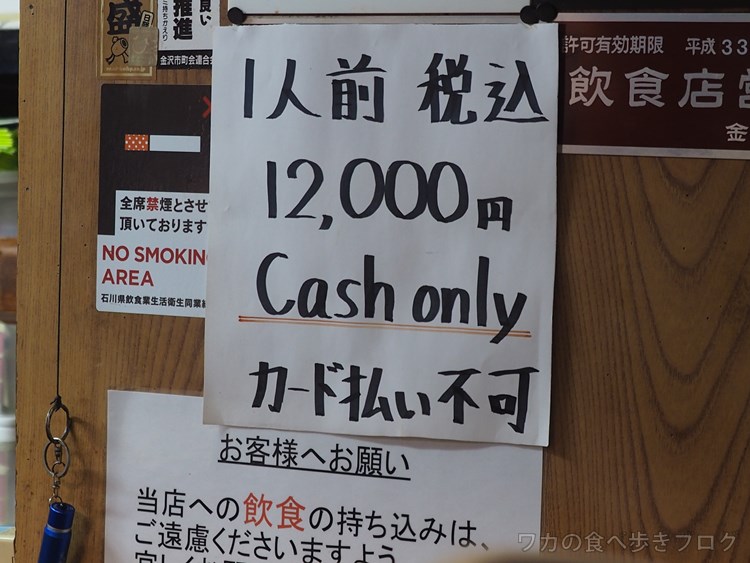 盛
良い
推進
金沢市町会連合会
許可有効期限 平成33
飲食店営
金
1人前 税込
12,000円
Cash only
カード払い不可
全席禁煙とさせ
頂いております
NO SMOKING
AREA
石川県飲食業生活衛生同業組
お客様へお願い
当店への飲食の持ち込みは、
ご遠慮くださいますよう
ワカの食べ歩きブログ